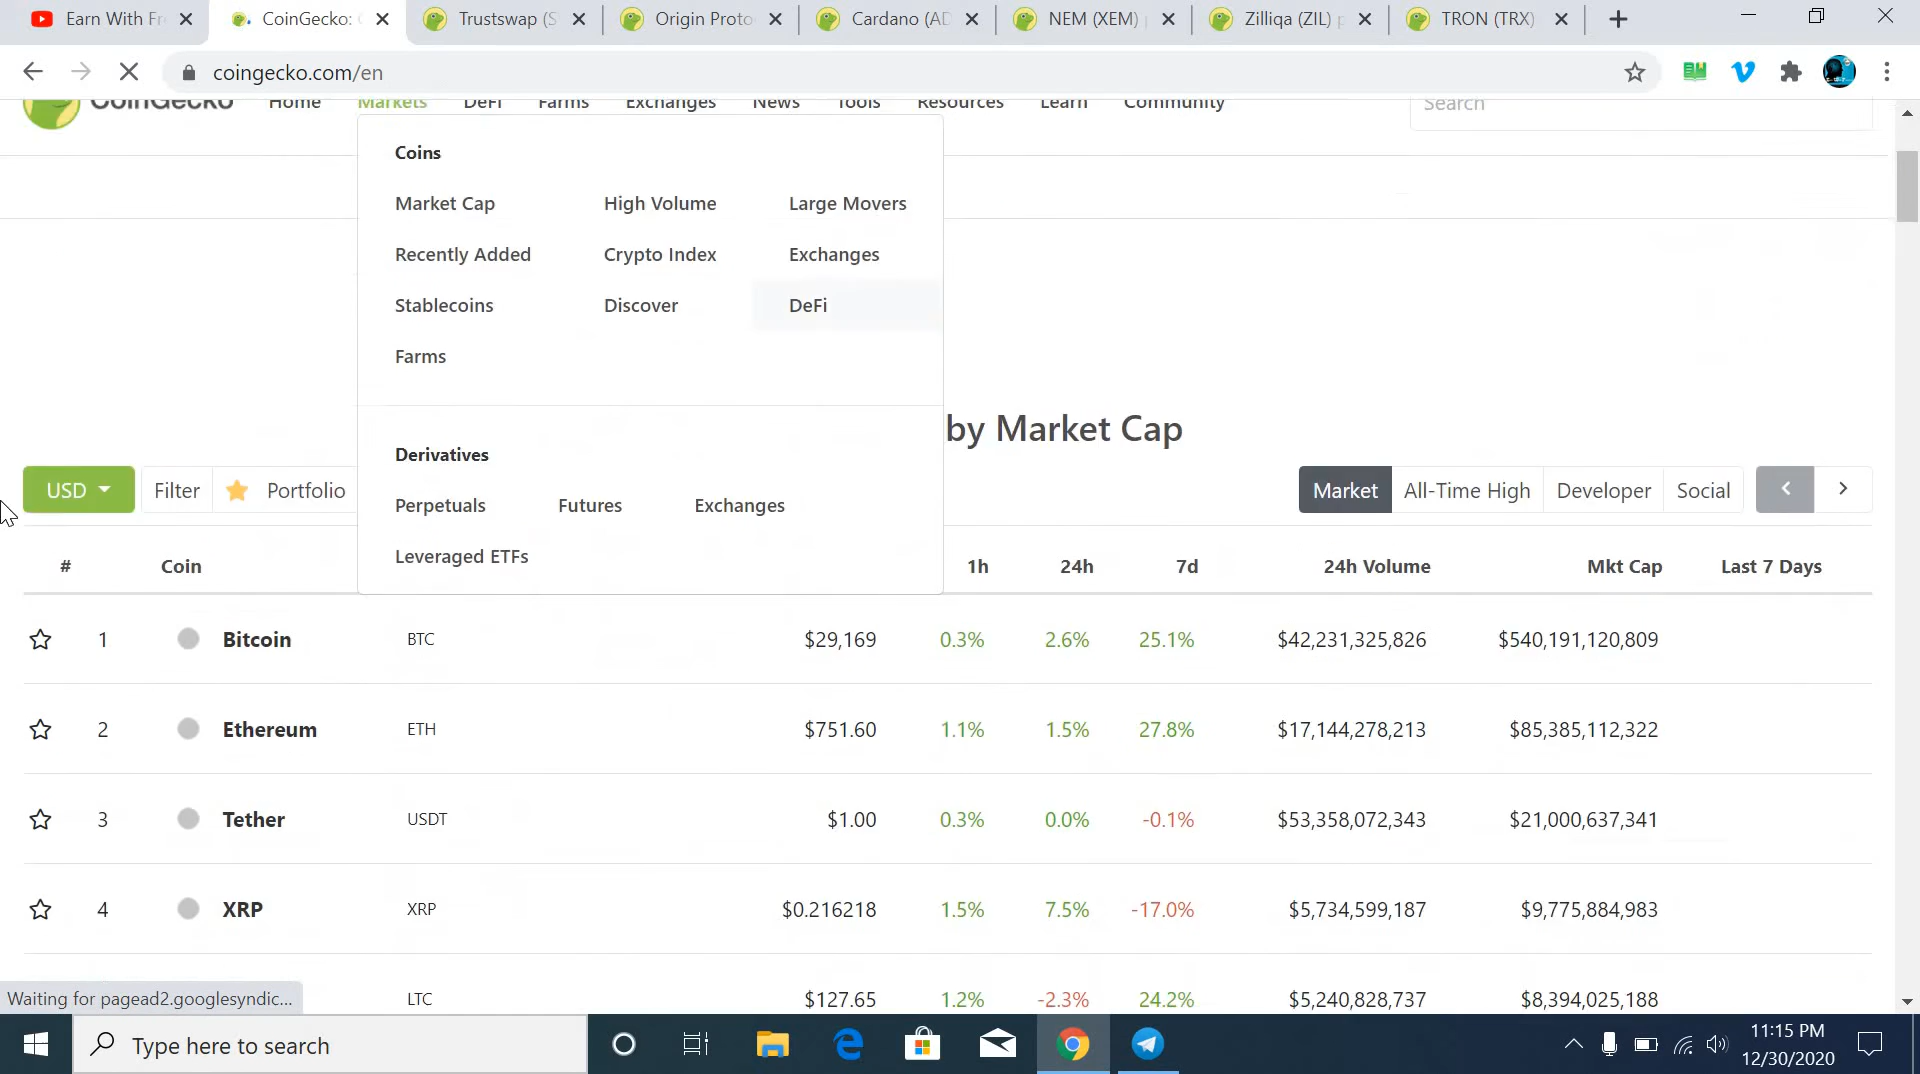 Earn With Fr
CoinGecko: C
Trustswap (S
Origin Proto
Cardano (AD
NEM (XEM) p
Zilliqa (ZIL) p
TRON (TRX)
coingecko.com/en
CoinGecko
Home Markets DeFi Farms Exchanges News Tools Resources Learn Community
Search
Coins
Market Cap High Volume Large Movers
Recently Added Crypto Index Exchanges
Stablecoins Discover DeFi
Farms
by Market Cap
Derivatives
Perpetuals Futures Exchanges
Leveraged ETFs
USD Filter Portfolio
Market All-Time High Developer Social
# Coin 1h 24h 7d 24h Volume Mkt Cap Last 7 Days
1 Bitcoin BTC $29,169 0.3% 2.6% 25.1% $42,231,325,826 $540,191,120,809
2 Ethereum ETH $751.60 1.1% 1.5% 27.8% $17,144,278,213 $85,385,112,322
3 Tether USDT $1.00 0.3% 0.0% -0.1% $53,358,072,343 $21,000,637,341
4 XRP XRP $0.216218 1.5% 7.5% -17.0% $5,734,599,187 $9,775,884,983
LTC $127.65 1.2% -2.3% 24.2% $5,240,828,737 $8,394,025,188
Waiting for pagead2.googlesyndic...
Type here to search
11:15 PM
12/30/2020